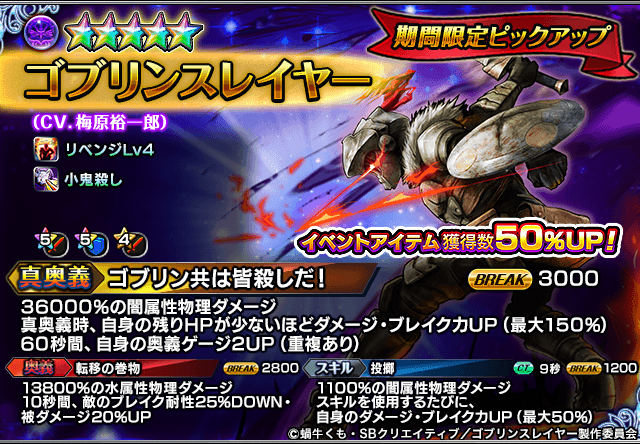 期間限定ピックアップ
ゴブリンスレイヤー
(CV.梅原裕一郎)
リベンジLv4
小鬼殺し
5 5 4
イベントアイテム獲得数50%UP!
真奥義 ゴブリン共は皆殺しだ! BREAK 3000
36000%の闇属性物理ダメージ
真奥義時、自身の残りHPが少ないほどダメージ・ブレイク力UP(最大150%)
60秒間、自身の奥義ゲージ2UP(重複あり)
奥義 転移の巻物 BREAK 2800
13800%の水属性物理ダメージ
10秒間、敵のブレイク耐性25%DOWN・
被ダメージ20%UP
スキル 投擲 CT 9秒 BREAK 1200
1100%の闇属性物理ダメージ
スキルを使用するたびに、
自身のダメージ・ブレイク力UP(最大50%)
©蝸牛くも・SBクリエイティブ/ゴブリンスレイヤー製作委員会